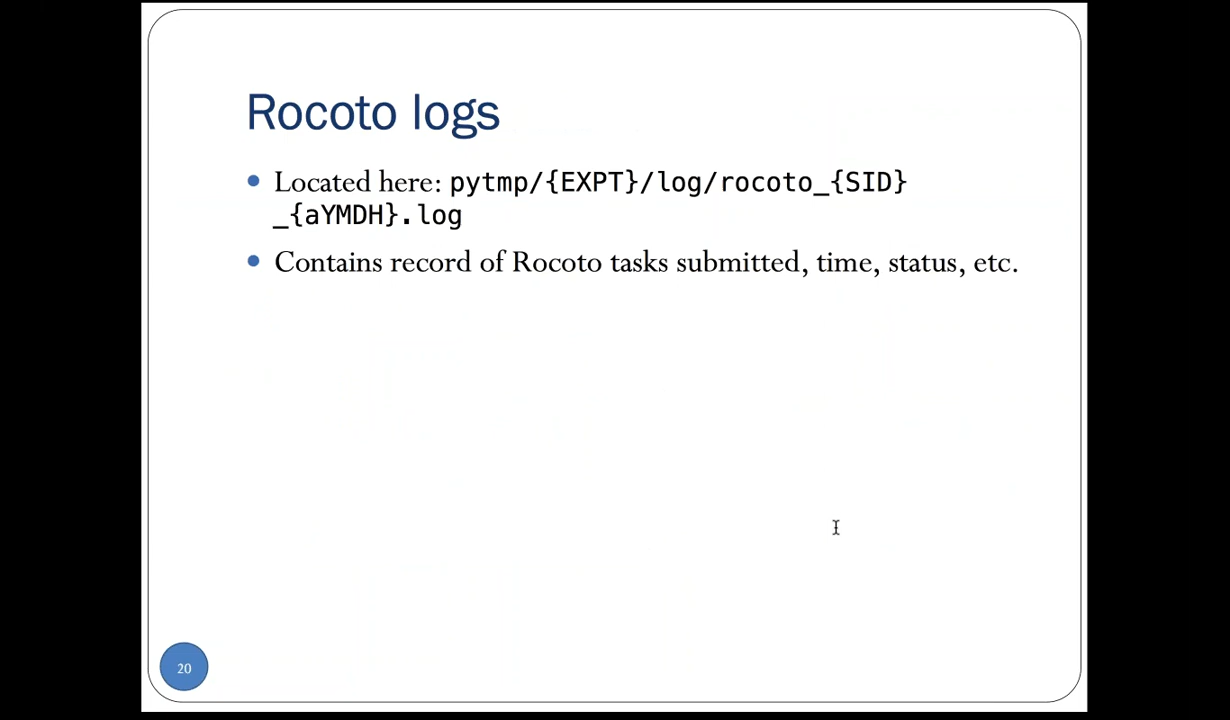 Rocoto logs
• Located here: pytmp/{EXPT}/log/rocoto_{SID}
_{aYMDH}.log
• Contains record of Rocoto tasks submitted, time, status, etc.
20